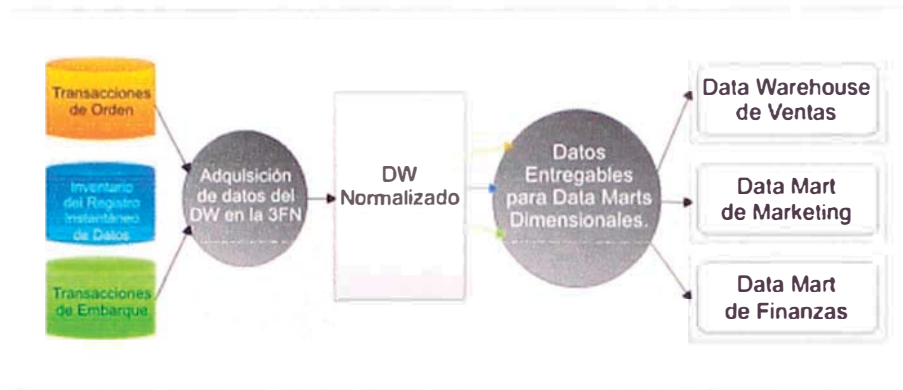 Transacciones
de Orden
Inventario
del Registro
Instantáneo
de Datos
Transacciones
de Embarque
Adquisición
de datos del
DW en la 3FN
DW
Normalizado
Datos
Entregables
para Data Marts
Dimensionales.
Data Warehouse
de Ventas
Data Mart
de Marketing
Data Mart
de Finanzas